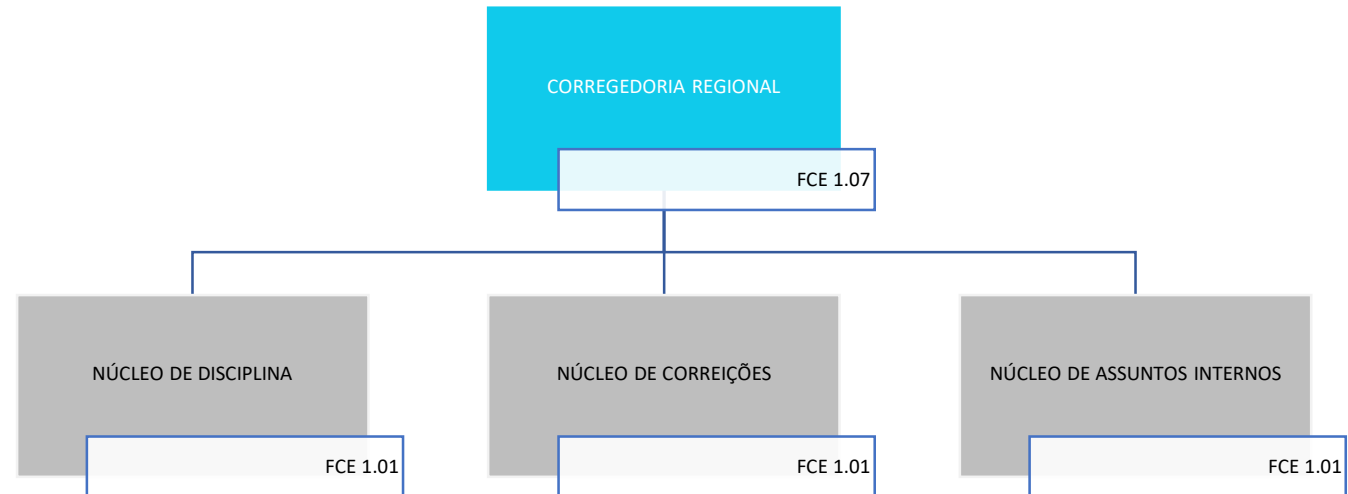 CORREGEDORIA REGIONAL
FCE 1.07
NÚCLEO DE DISCIPLINA
FCE 1.01
NÚCLEO DE CORREIÇÕES
FCE 1.01
NÚCLEO DE ASSUNTOS INTERNOS
FCE 1.01